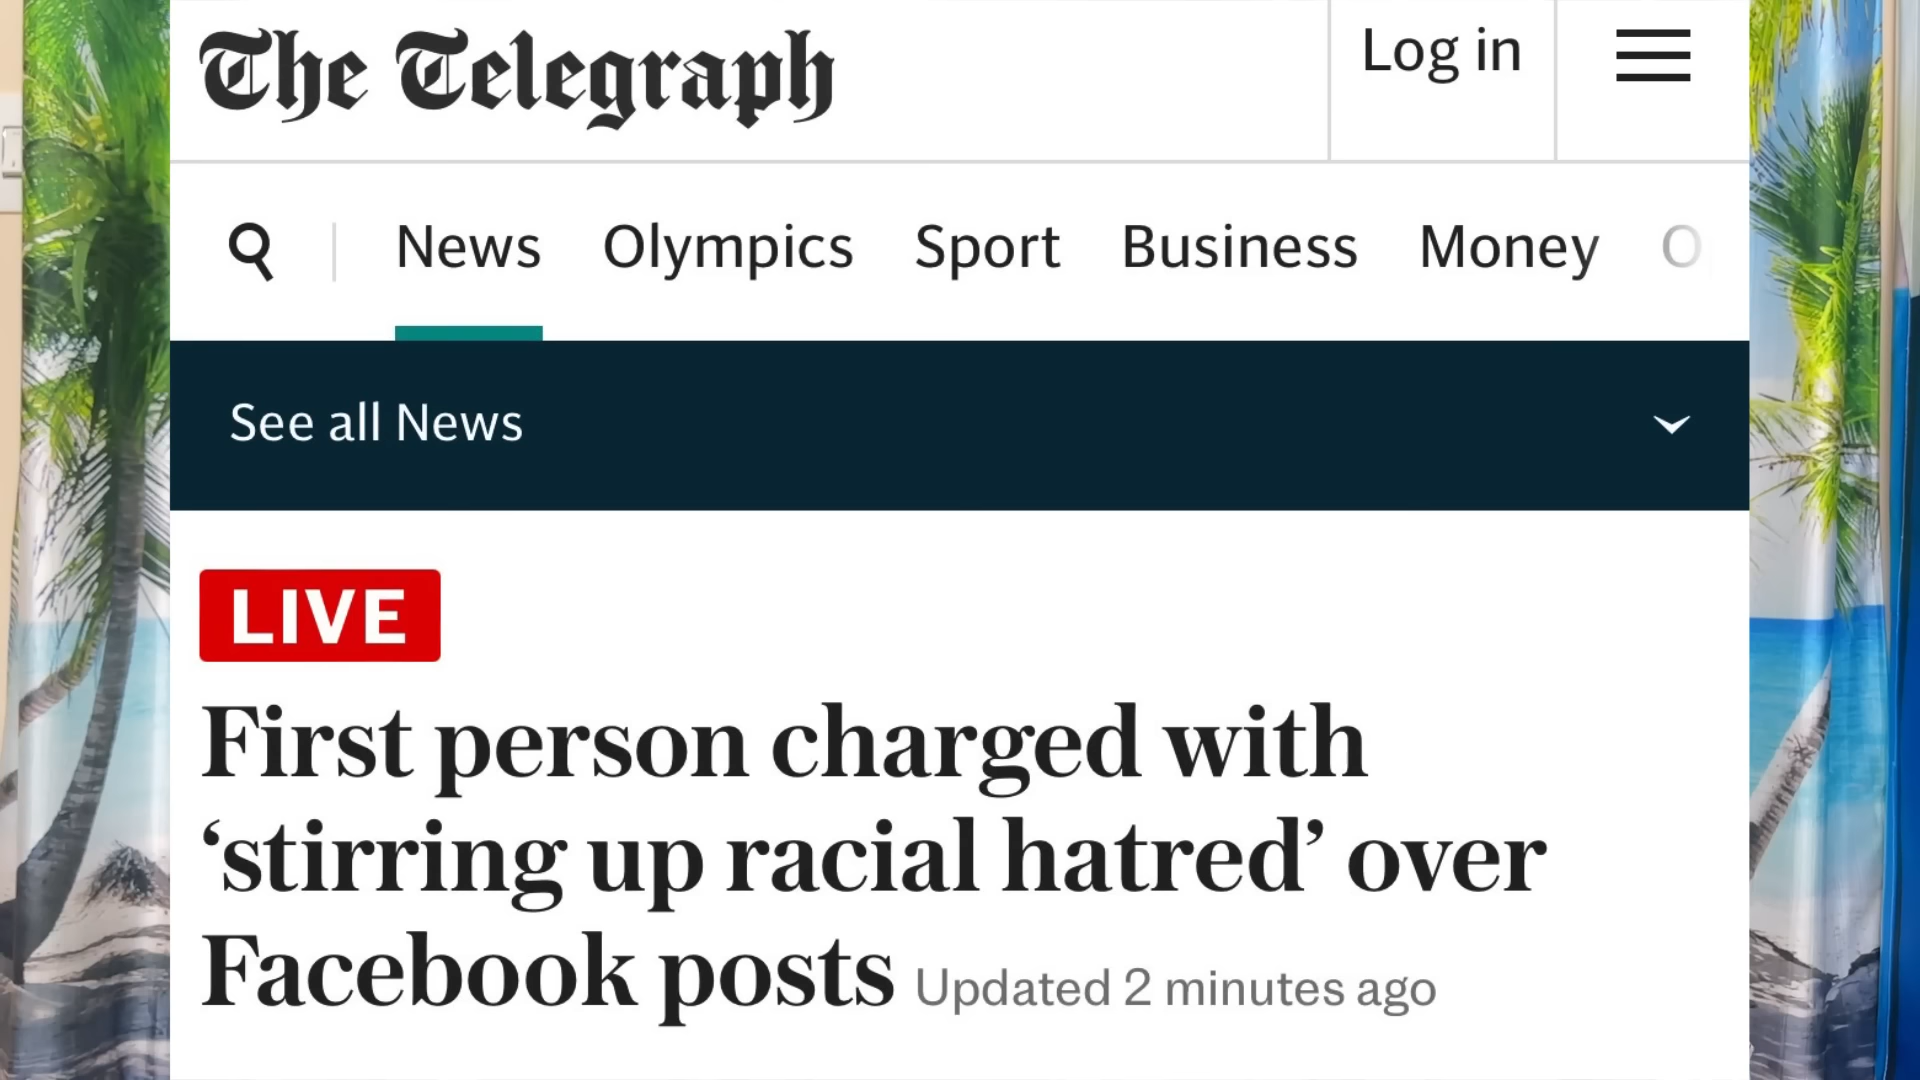 The Telegraph
Log in
News Olympics Sport Business Money O
See all News
LIVE
First person charged with
‘stirring up racial hatred’ over
Facebook posts Updated 2 minutes ago